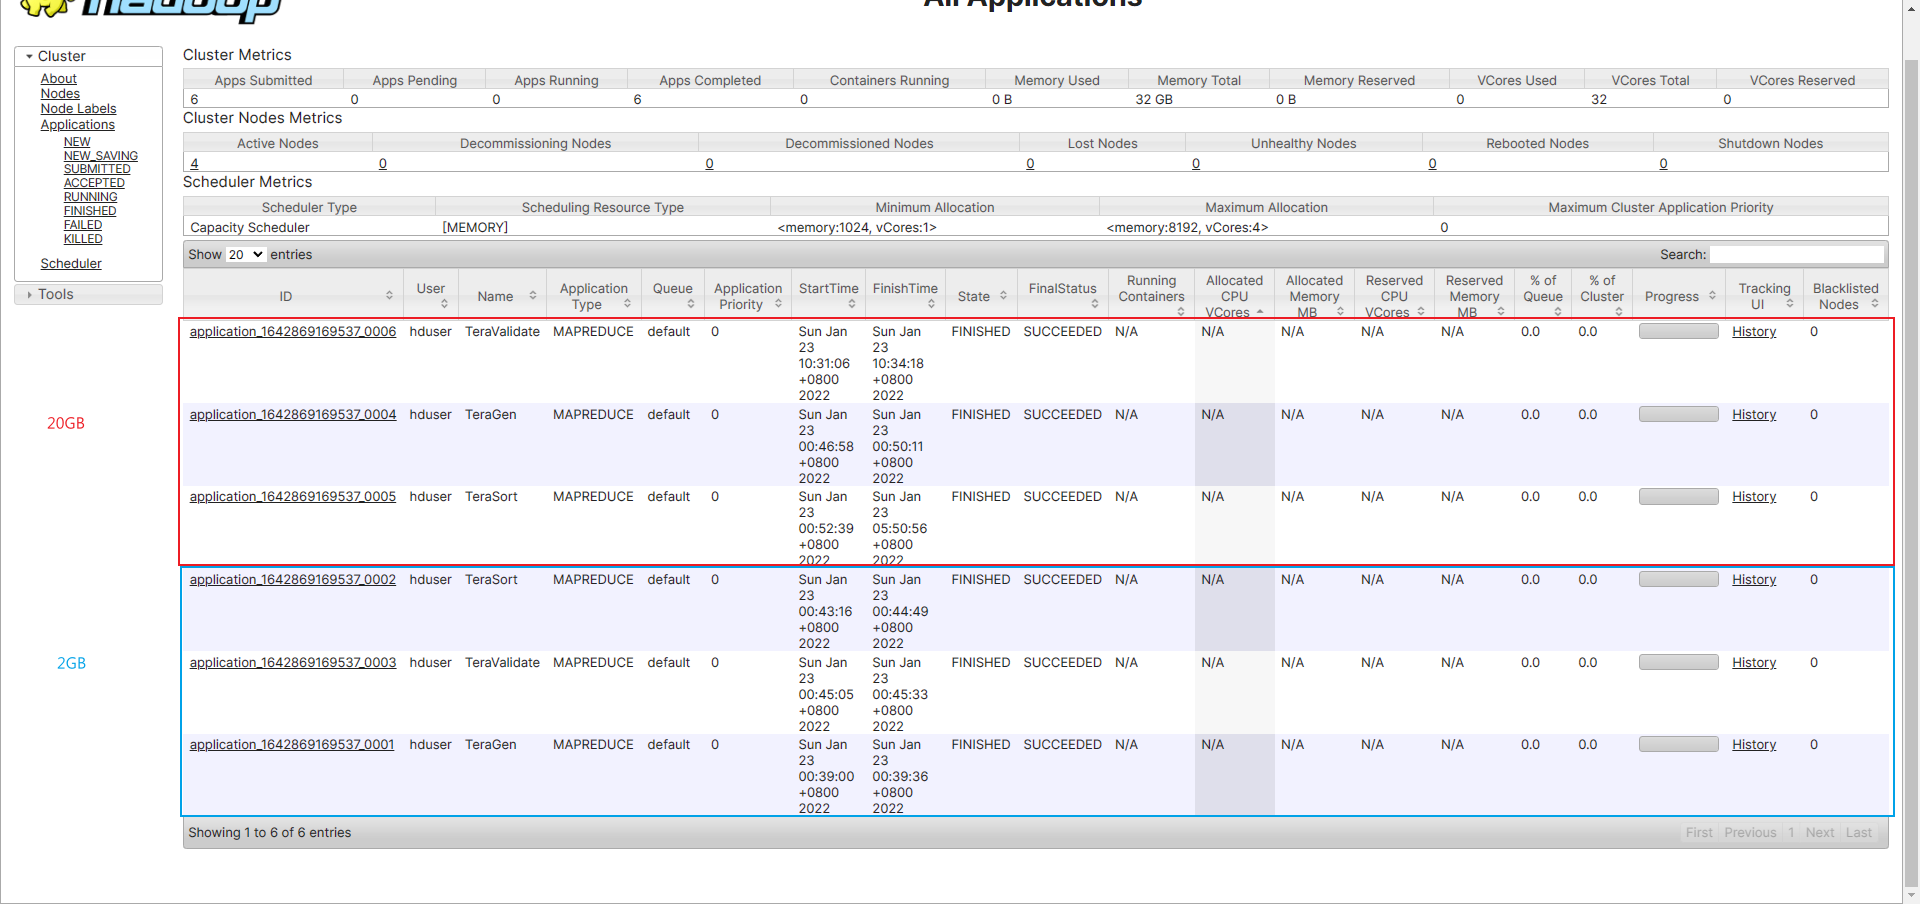 hadoop
All Applications
Cluster
About
Nodes
Node Labels
Applications
NEW
NEW_SAVING
SUBMITTED
ACCEPTED
RUNNING
FINISHED
FAILED
KILLED
Scheduler
Tools
Cluster Metrics
Apps Submitted Apps Pending Apps Running Apps Completed Containers Running Memory Used Memory Total Memory Reserved VCores Used VCores Total VCores Reserved
6 0 0 6 0 0 B 32 GB 0 B 0 32 0
Cluster Nodes Metrics
Active Nodes Decommissioning Nodes Decommissioned Nodes Lost Nodes Unhealthy Nodes Rebooted Nodes Shutdown Nodes
4 0 0 0 0 0 0
Scheduler Metrics
Scheduler Type Scheduling Resource Type Minimum Allocation Maximum Allocation Maximum Cluster Application Priority
Capacity Scheduler [MEMORY] <memory:1024, vCores:1> <memory:8192, vCores:4> 0
Show 20 entries Search:
ID User Name Application Type Queue Application Priority StartTime FinishTime State FinalStatus Running Containers Allocated CPU VCores Allocated Memory MB Reserved CPU VCores Reserved Memory MB % of Queue % of Cluster Progress Tracking UI Blacklisted Nodes
20GB
application_1642869169537_0006 hduser TeraValidate MAPREDUCE default 0 Sun Jan 23 10:31:06 +0800 2022 Sun Jan 23 10:34:18 +0800 2022 FINISHED SUCCEEDED N/A N/A N/A N/A N/A 0.0 0.0 History 0
application_1642869169537_0004 hduser TeraGen MAPREDUCE default 0 Sun Jan 23 00:46:58 +0800 2022 Sun Jan 23 00:50:11 +0800 2022 FINISHED SUCCEEDED N/A N/A N/A N/A N/A 0.0 0.0 History 0
application_1642869169537_0005 hduser TeraSort MAPREDUCE default 0 Sun Jan 23 00:52:39 +0800 2022 Sun Jan 23 05:50:56 +0800 2022 FINISHED SUCCEEDED N/A N/A N/A N/A N/A 0.0 0.0 History 0
2GB
application_1642869169537_0002 hduser TeraSort MAPREDUCE default 0 Sun Jan 23 00:43:16 +0800 2022 Sun Jan 23 00:44:49 +0800 2022 FINISHED SUCCEEDED N/A N/A N/A N/A N/A 0.0 0.0 History 0
application_1642869169537_0003 hduser TeraValidate MAPREDUCE default 0 Sun Jan 23 00:45:05 +0800 2022 Sun Jan 23 00:45:33 +0800 2022 FINISHED SUCCEEDED N/A N/A N/A N/A N/A 0.0 0.0 History 0
application_1642869169537_0001 hduser TeraGen MAPREDUCE default 0 Sun Jan 23 00:39:00 +0800 2022 Sun Jan 23 00:39:36 +0800 2022 FINISHED SUCCEEDED N/A N/A N/A N/A N/A 0.0 0.0 History 0
Showing 1 to 6 of 6 entries First Previous 1 Next Last